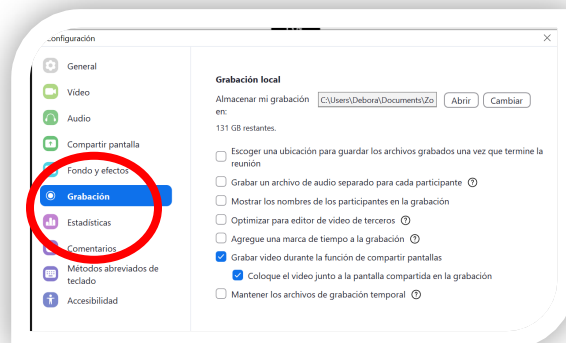 Configuración
General
Vídeo
Audio
Compartir pantalla
Fondo y efectos
Grabación
Estadísticas
Comentarios
Métodos abreviados de
teclado
Accesibilidad
Grabación local
Almacenar mi grabación
en:
C:\Users\Debora\Documents\Zo
Abrir
Cambiar
131 GB restantes.
Escoger una ubicación para guardar los archivos grabados una vez que termine la
reunión
Grabar un archivo de audio separado para cada participante
Mostrar los nombres de los participantes en la grabación
Optimizar para editor de video de terceros
Agregue una marca de tiempo a la grabación
Grabar video durante la función de compartir pantallas
Coloque el video junto a la pantalla compartida en la grabación
Mantener los archivos de grabación temporal